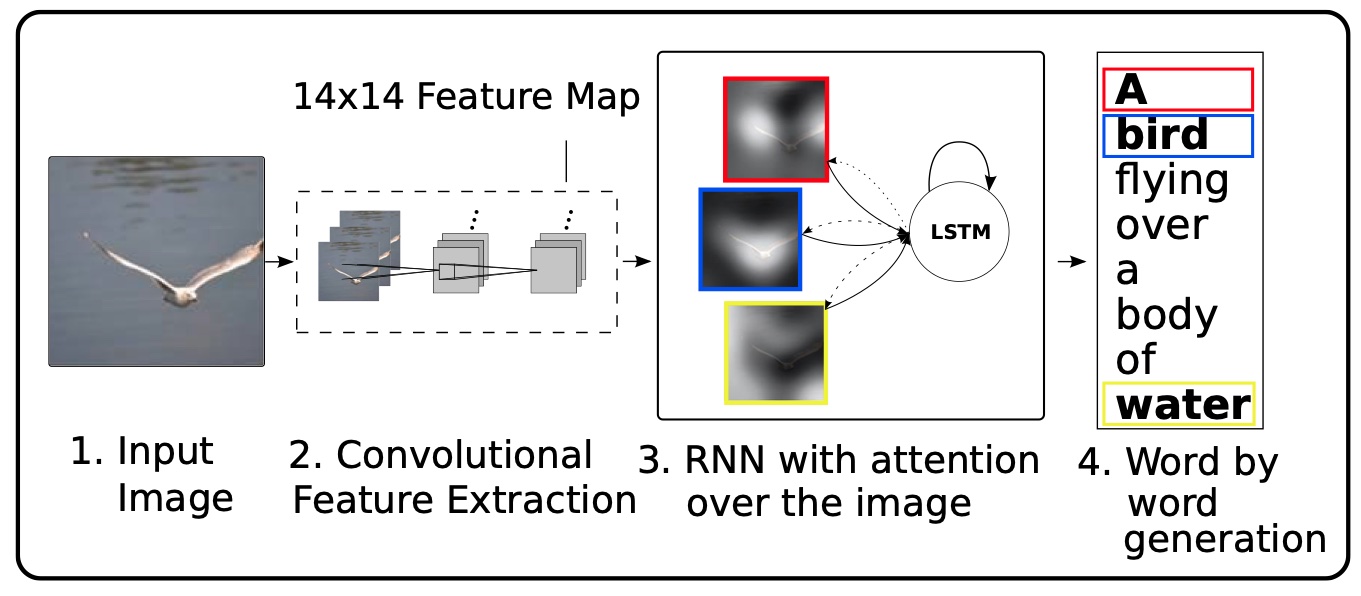 14x14 Feature Map
LSTM
A
bird
flying
over
a
body
of
water
1. Input
Image
2. Convolutional
Feature Extraction
3. RNN with attention
over the image
4. Word by
word
generation